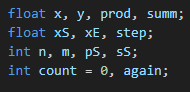 float x, y, prod, summ;
float xS, xE, step;
int n, m, pS, sS;
int count = 0, again;